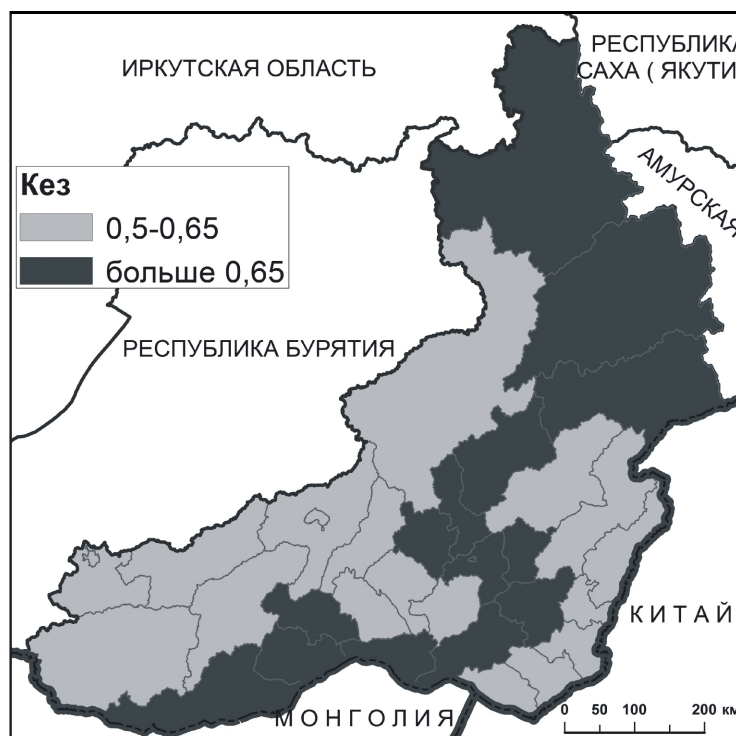 ИРКУТСКАЯ ОБЛАСТЬ
РЕСПУБЛИКА
САХА ( ЯКУТИ
АМУРСКАЯ
Кез
0,5-0,65
больше 0,65
РЕСПУБЛИКА БУРЯТИЯ
КИТАЙ
МОНГОЛИЯ
0 50 100 200 км